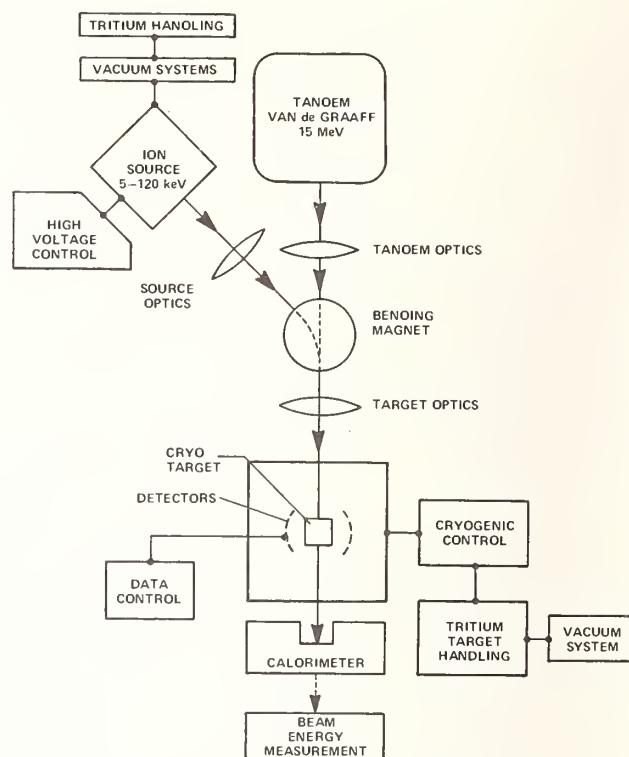 TRITIUM HANOLING
VACUUM SYSTEMS
TANOEM
VAN de GRAAFF
15 MeV
ION
SOURCE
5–120 keV
HIGH
VOLTAGE
CONTROL
SOURCE
OPTICS
TANOEM OPTICS
BENOING
MAGNET
TARGET OPTICS
CRYO
TARGET
DETECTORS
DATA
CONTROL
CRYOGENIC
CONTROL
TRITIUM
TARGET
HANDLING
VACUUM
SYSTEM
CALORIMETER
BEAM
ENERGY
MEASUREMENT